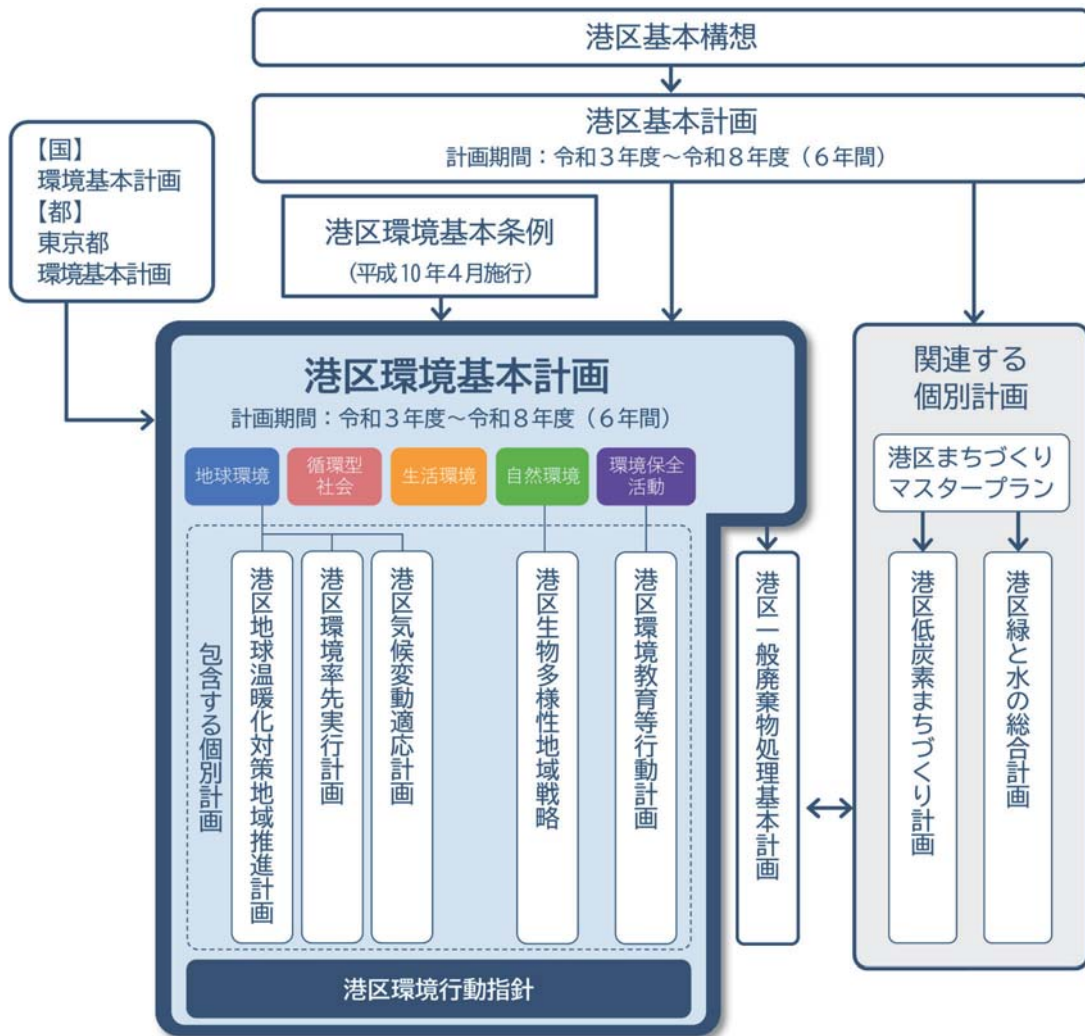 港区基本構想
港区基本計画
計画期間：令和３年度～令和８年度（６年間）
【国】
環境基本計画
【都】
東京都
環境基本計画
港区環境基本条例
（平成10年４月施行）
港区環境基本計画
計画期間：令和３年度～令和８年度（６年間）
地球環境
循環型
社会
生活環境
自然環境
環境保全
活動
包含する個別計画
港区地球温暖化対策地域推進計画
港区環境率先実行計画
港区気候変動適応計画
港区生物多様性地域戦略
港区環境教育等行動計画
港区環境行動指針
港区一般廃棄物処理基本計画
関連する
個別計画
港区まちづくり
マスタープラン
港区低炭素まちづくり計画
港区緑と水の総合計画